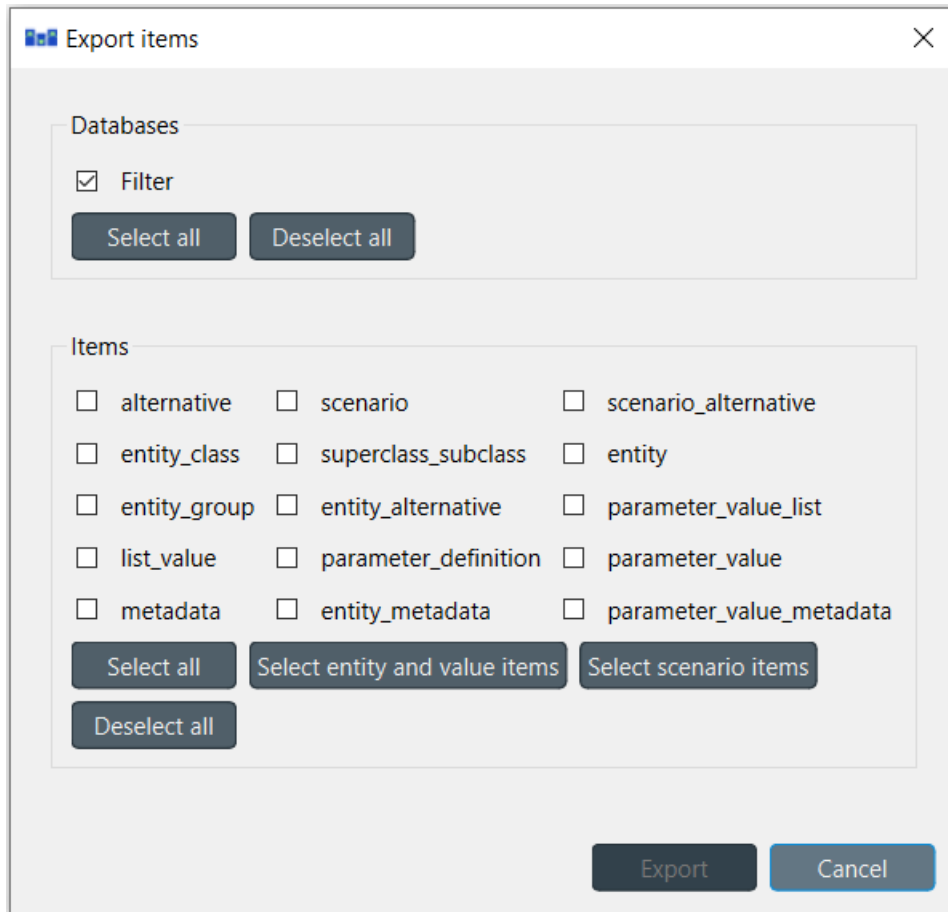 Export items
Databases
Filter
Select all Deselect all
Items
alternative scenario scenario_alternative
entity_class superclass_subclass entity
entity_group entity_alternative parameter_value_list
list_value parameter_definition parameter_value
metadata entity_metadata parameter_value_metadata
Select all Select entity and value items Select scenario items
Deselect all
Export Cancel